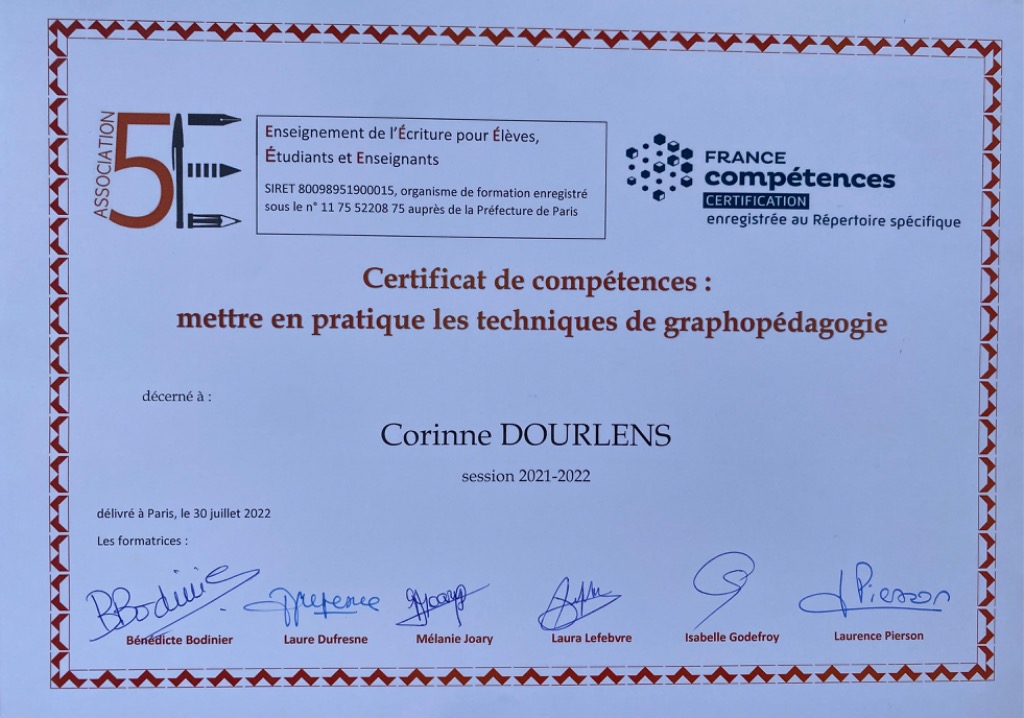 ASSOCIATION
5E
Enseignement de l'Écriture pour Élèves,
Étudiants et Enseignants
SIRET 80098951900015, organisme de formation enregistré
sous le n° 11 75 52208 75 auprès de la Préfecture de Paris
FRANCE
compétences
CERTIFICATION
enregistrée au Répertoire spécifique
Certificat de compétences :
mettre en pratique les techniques de graphopédagogie
décerné à :
Corinne DOURLENS
session 2021-2022
délivré à Paris, le 30 juillet 2022
Les formatrices :
BBodinier
JPierson
Bénédicte Bodinier
Laure Dufresne
Mélanie Joary
Laura Lefebvre
Isabelle Godefroy
Laurence Pierson